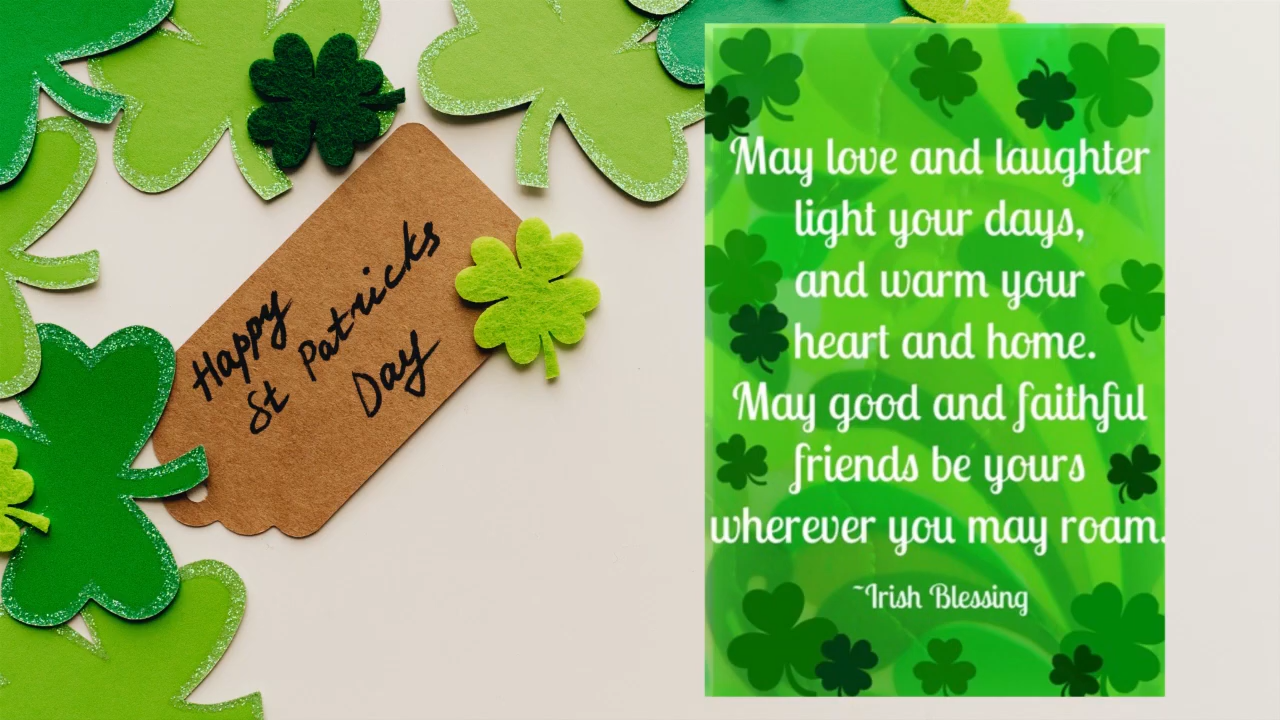 Happy
St Patricks
Day
May love and laughter
light your days,
and warm your
heart and home.
May good and faithful
friends be yours
wherever you may roam.
~Irish Blessing